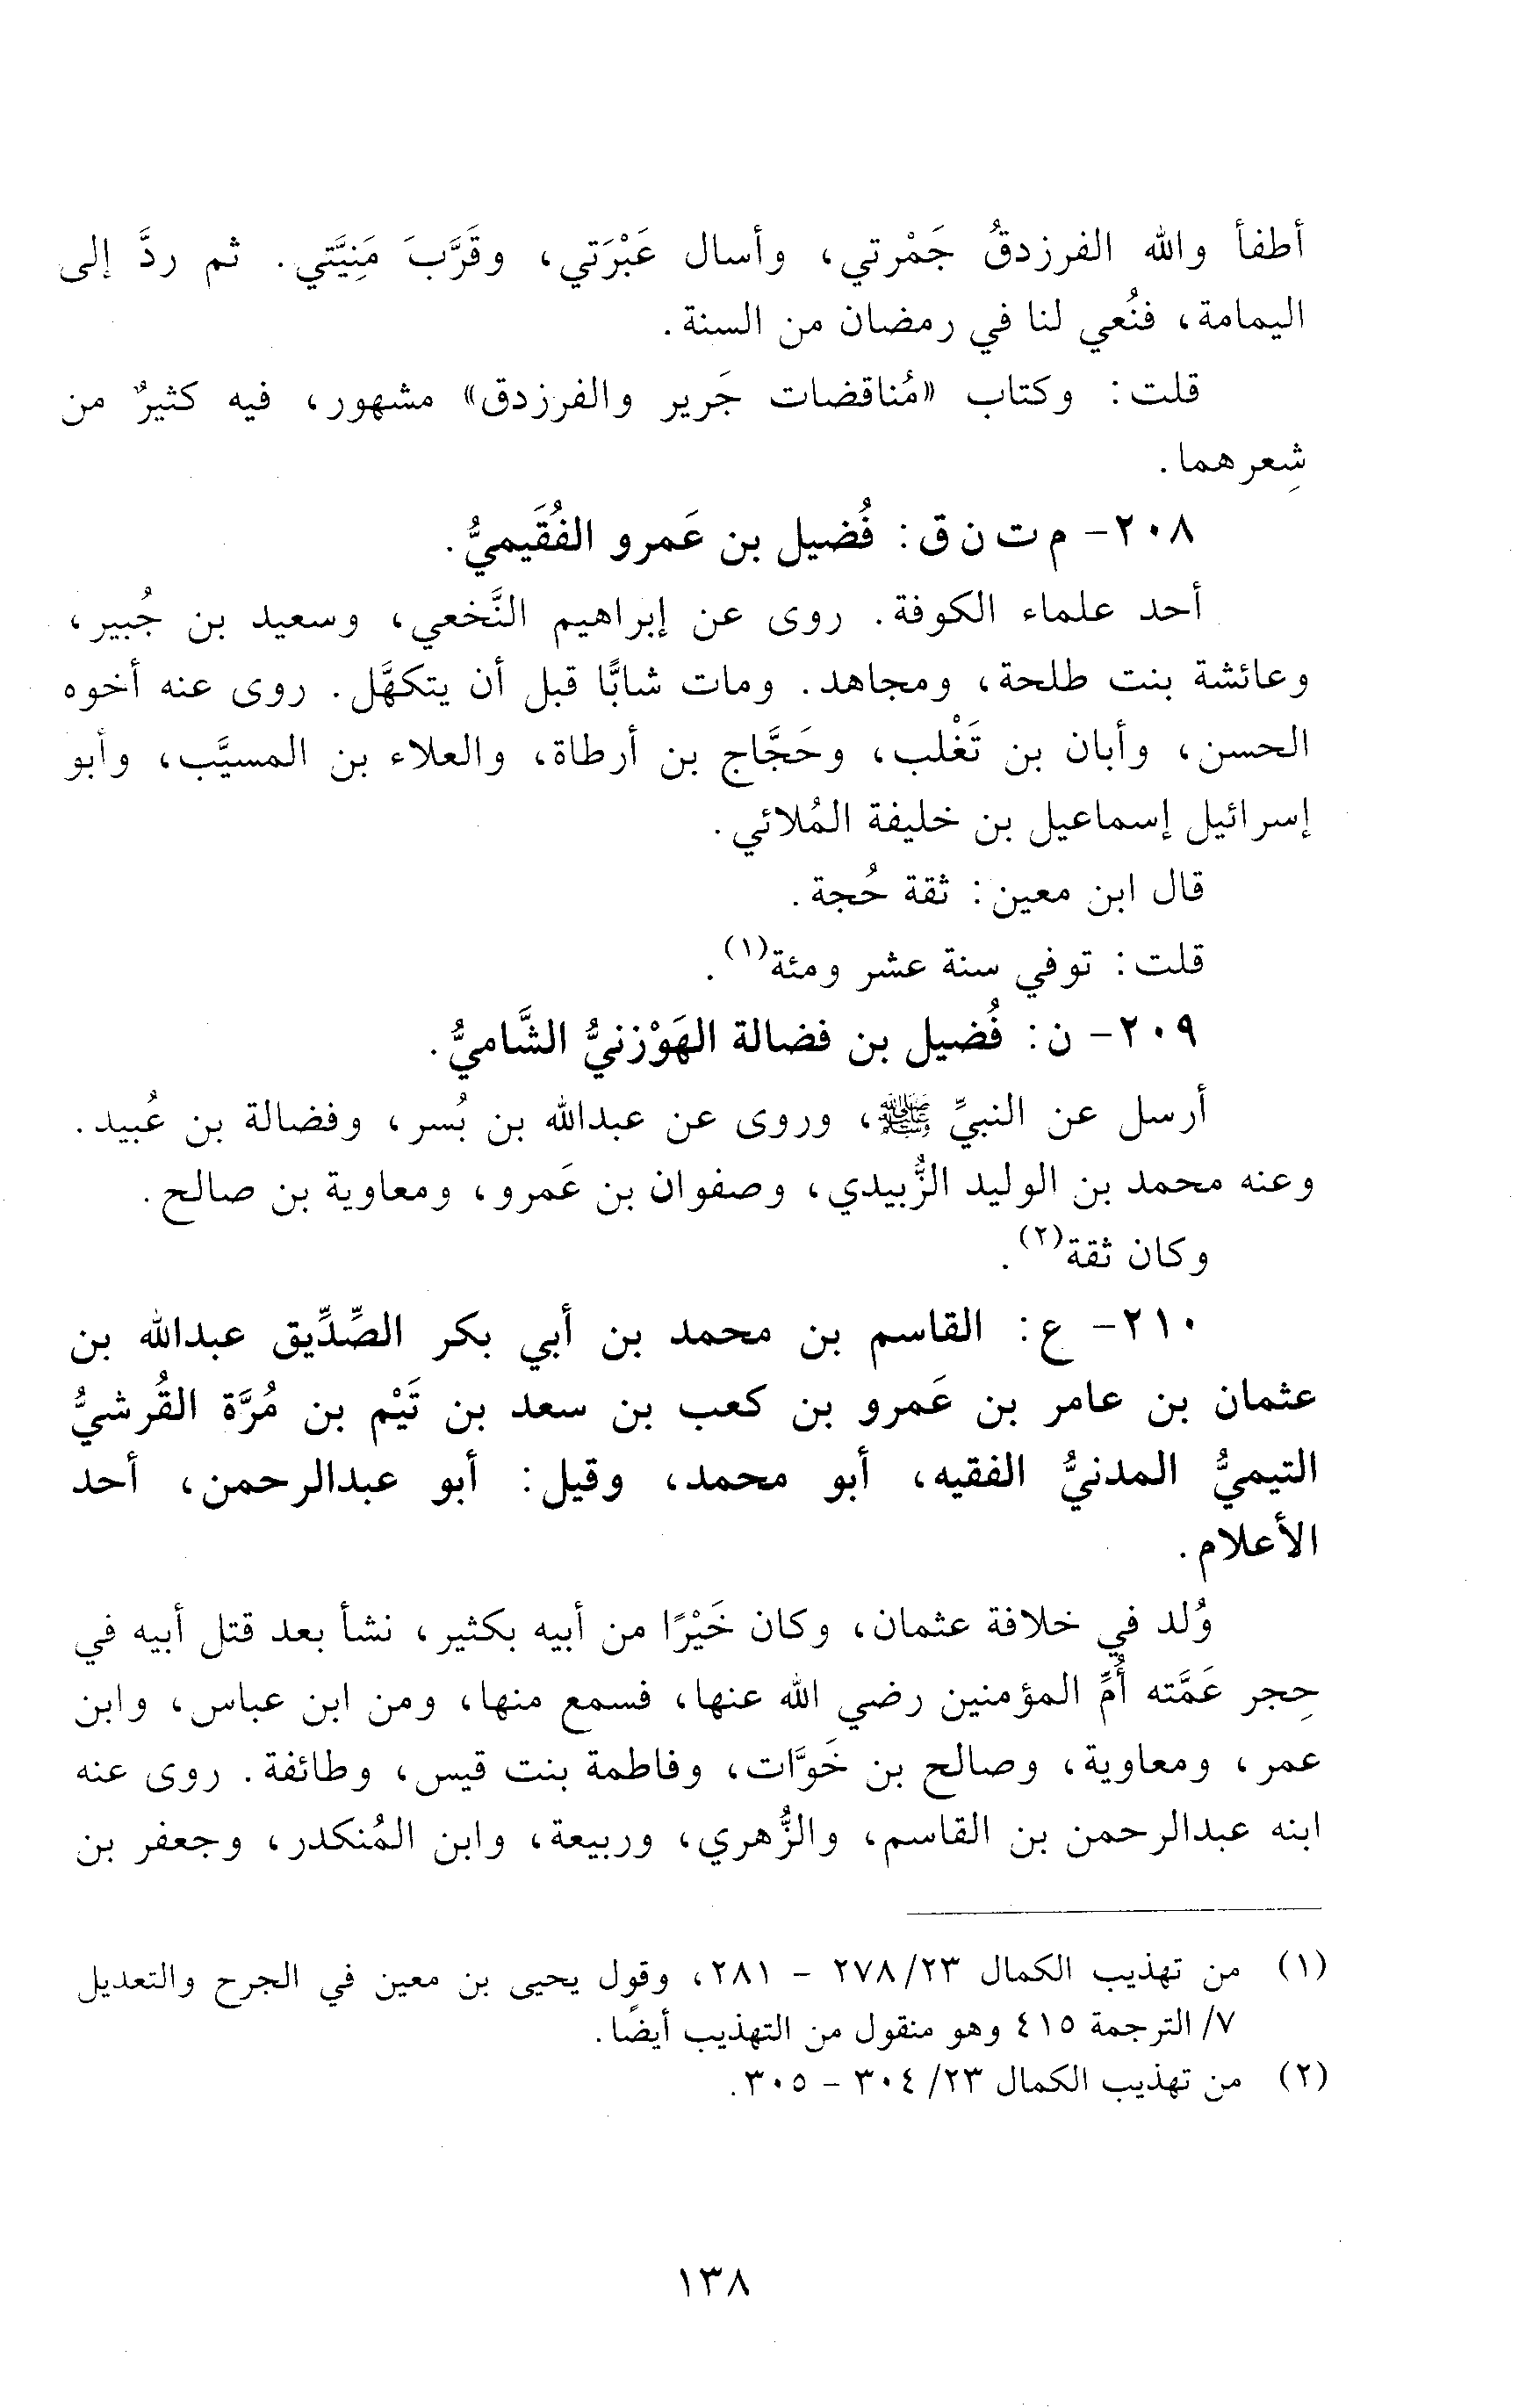 أطفأ والله الفرزدقُ جَمْرتي، وأسال عَبْرَتي، وقَرَّبَ مَنِيَّتي. ثم ردَّ إلى
اليمامة، فنُعي لنا في رمضان من السنة.
قلت: وكتاب «مُناقضات جَرير والفرزدق» مشهور، فيه كثيرٌ من
شِعرهما.
٢٠٨- م ت ن ق: فُضيل بن عَمرو الفُقَيميُّ.
أحد علماء الكوفة. روى عن إبراهيم النَّخعي، وسعيد بن جُبير،
وعائشة بنت طلحة، ومجاهد. ومات شابًّا قبل أن يتكهَّل. روى عنه أخوه
الحسن، وأبان بن تَغْلب، وحَجَّاج بن أرطاة، والعلاء بن المسيَّب، وأبو
إسرائيل إسماعيل بن خليفة المُلائي.
قال ابن معين: ثقة حُجة.
قلت: توفي سنة عشر ومئة(١).
٢٠٩- ن: فُضيل بن فضالة الهَوْزنيُّ الشَّاميُّ.
أرسل عن النبيِّ ﷺ، وروى عن عبدالله بن بُسر، وفضالة بن عُبيد.
وعنه محمد بن الوليد الزُّبيدي، وصفوان بن عَمرو، ومعاوية بن صالح.
وكان ثقة(٢).
٢١٠- ع: القاسم بن محمد بن أبي بكر الصِّدِّيق عبدالله بن
عثمان بن عامر بن عَمرو بن كعب بن سعد بن تَيْم بن مُرَّة القُرشيُّ
التيميُّ المدنيُّ الفقيه، أبو محمد، وقيل: أبو عبدالرحمن، أحد
الأعلام.
وُلد في خلافة عثمان، وكان خَيْرًا من أبيه بكثير، نشأ بعد قتل أبيه في
حِجر عَمَّته أُمِّ المؤمنين رضي الله عنها، فسمع منها، ومن ابن عباس، وابن
عمر، ومعاوية، وصالح بن خَوَّات، وفاطمة بنت قيس، وطائفة. روى عنه
ابنه عبدالرحمن بن القاسم، والزُّهري، وربيعة، وابن المُنكدر، وجعفر بن
(١) من تهذيب الكمال ٢٣/ ٢٧٨ - ٢٨١، وقول يحيى بن معين في الجرح والتعديل
٧/ الترجمة ٤١٥ وهو منقول من التهذيب أيضًا.
(٢) من تهذيب الكمال ٢٣/ ٣٠٤ - ٣٠٥.
١٣٨